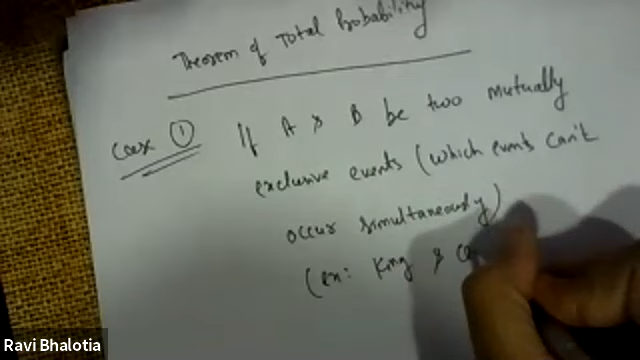 Theorem of Total Probability
Case ① If A & B be two mutually
exclusive events (which events can't
occur simultaneously)
(ex: King &
Ravi Bhalotia